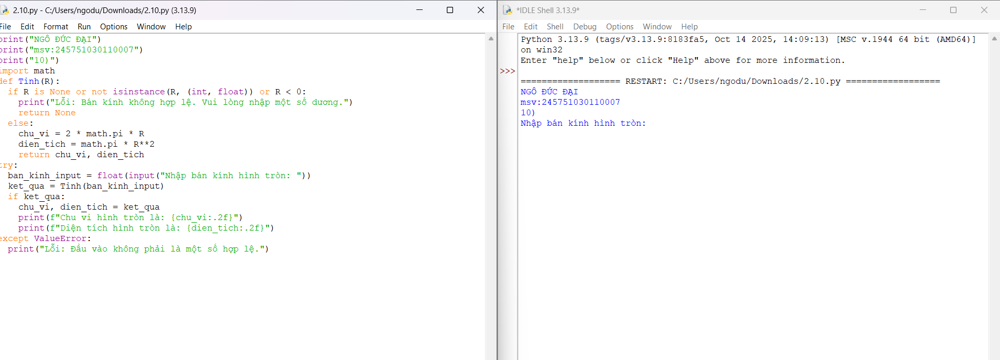 2.10.py - C:/Users/ngodu/Downloads/2.10.py (3.13.9)
File Edit Format Run Options Window Help
print("NGÔ ĐỨC ĐẠI")
print("msv:245751030110007")
print("10)")
import math
def Tinh(R):
  if R is None or not isinstance(R, (int, float)) or R < 0:
    print("Lỗi: Bán kính không hợp lệ. Vui lòng nhập một số dương.")
    return None
  else:
    chu_vi = 2 * math.pi * R
    dien_tich = math.pi * R**2
    return chu_vi, dien_tich
try:
  ban_kinh_input = float(input("Nhập bán kính hình tròn: "))
  ket_qua = Tinh(ban_kinh_input)
  if ket_qua:
    chu_vi, dien_tich = ket_qua
    print(f"Chu vi hình tròn là: {chu_vi:.2f}")
    print(f"Diện tích hình tròn là: {dien_tich:.2f}")
except ValueError:
  print("Lỗi: Đầu vào không phải là một số hợp lệ.")
*IDLE Shell 3.13.9*
File Edit Shell Debug Options Window Help
Python 3.13.9 (tags/v3.13.9:8183fa5, Oct 14 2025, 14:09:13) [MSC v.1944 64 bit (AMD64)]
on win32
Enter "help" below or click "Help" above for more information.
>>>
=================== RESTART: C:/Users/ngodu/Downloads/2.10.py ==================
NGÔ ĐỨC ĐẠI
msv:245751030110007
10)
Nhập bán kính hình tròn: